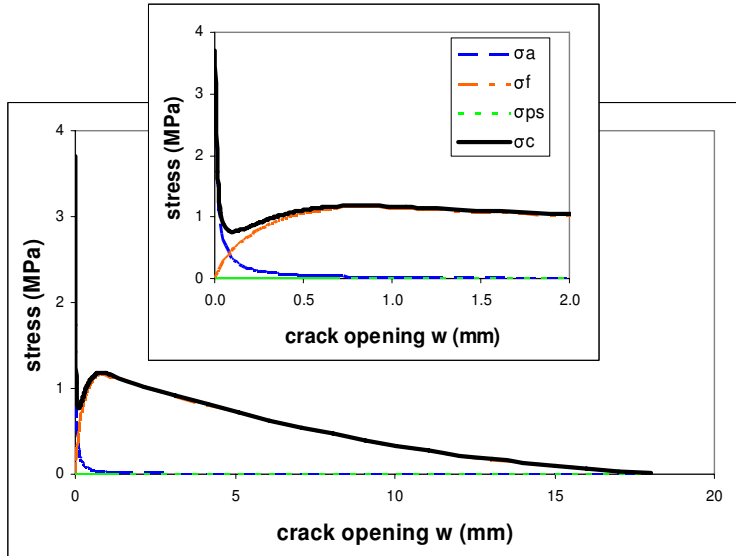 4
3
2
1
0
stress (MPa)
0.0 0.5 1.0 1.5 2.0
crack opening w (mm)
σa
σf
σps
σc
4
3
2
1
0
stress (MPa)
0 5 10 15 20
crack opening w (mm)